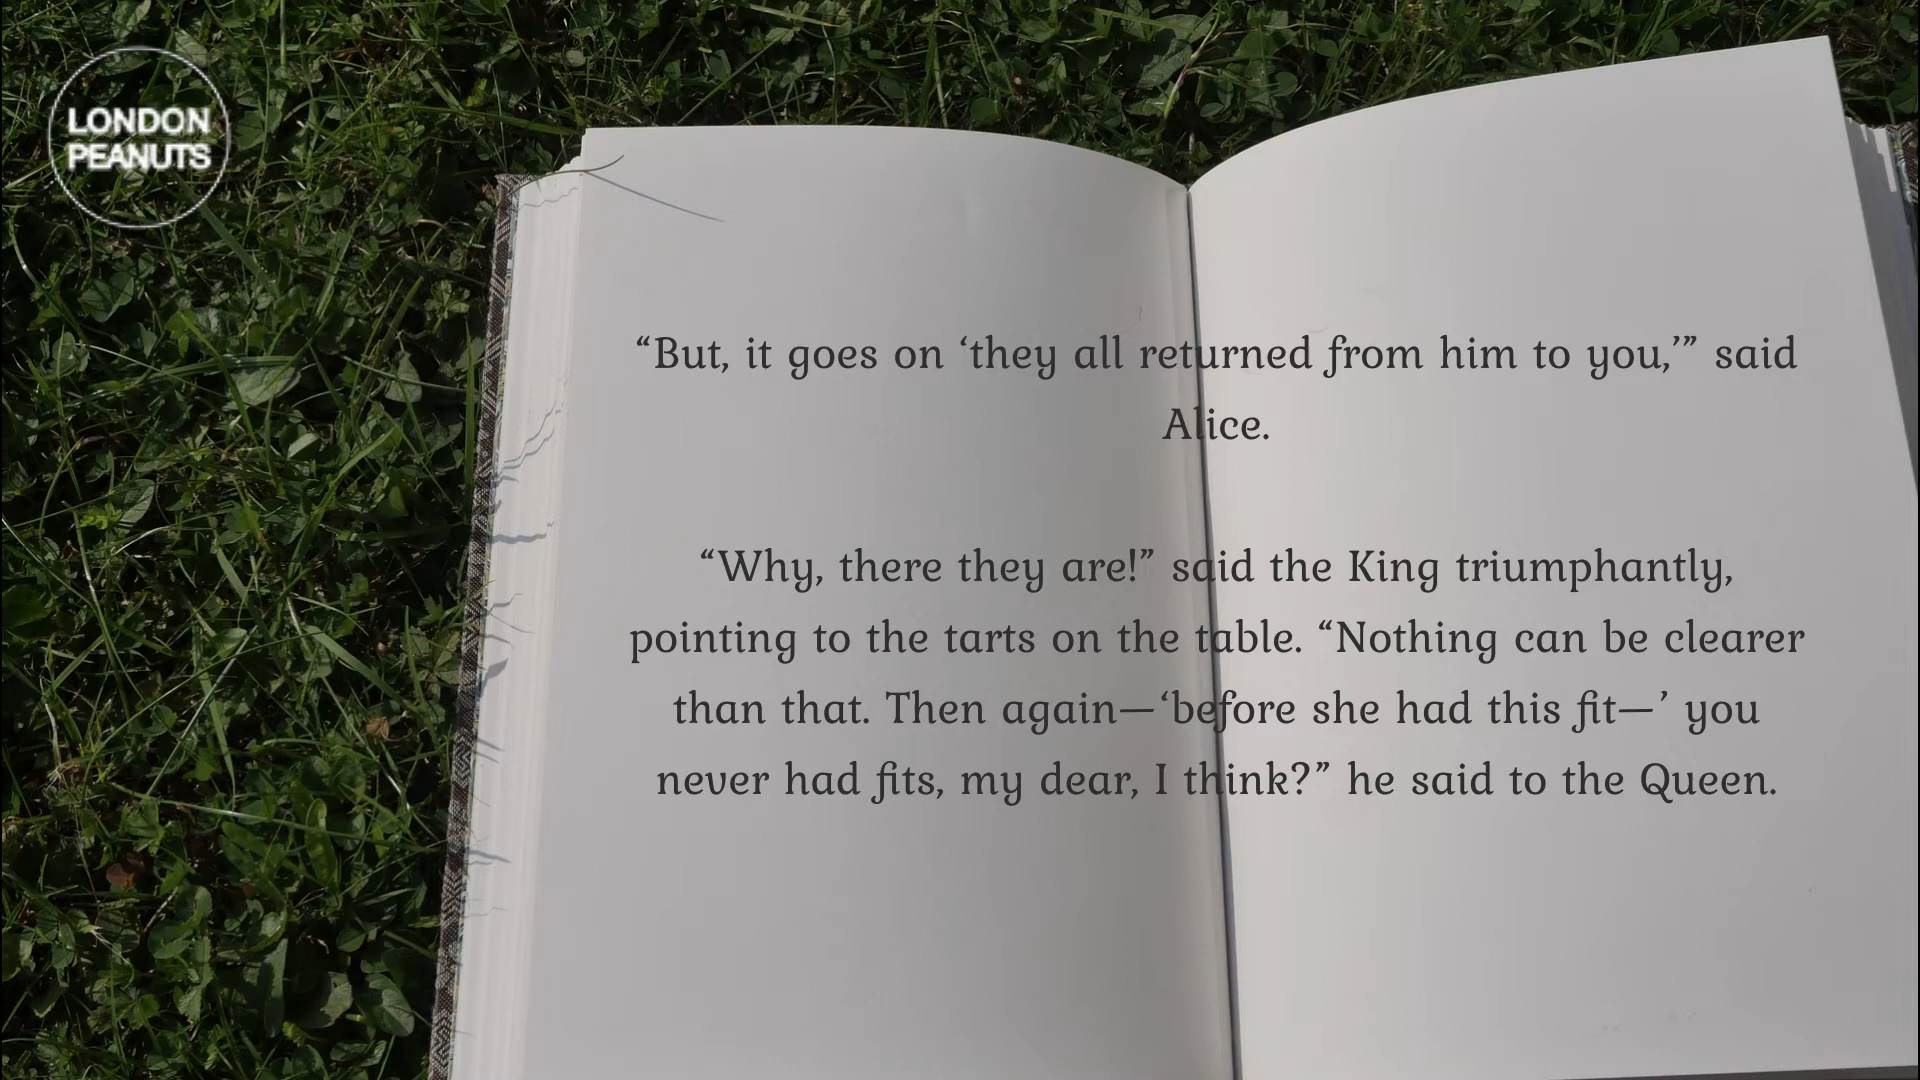 LONDON
PEANUTS
“But, it goes on ‘they all returned from him to you,’” said
Alice.
“Why, there they are!” said the King triumphantly,
pointing to the tarts on the table. “Nothing can be clearer
than that. Then again—‘before she had this fit—’ you
never had fits, my dear, I think?” he said to the Queen.